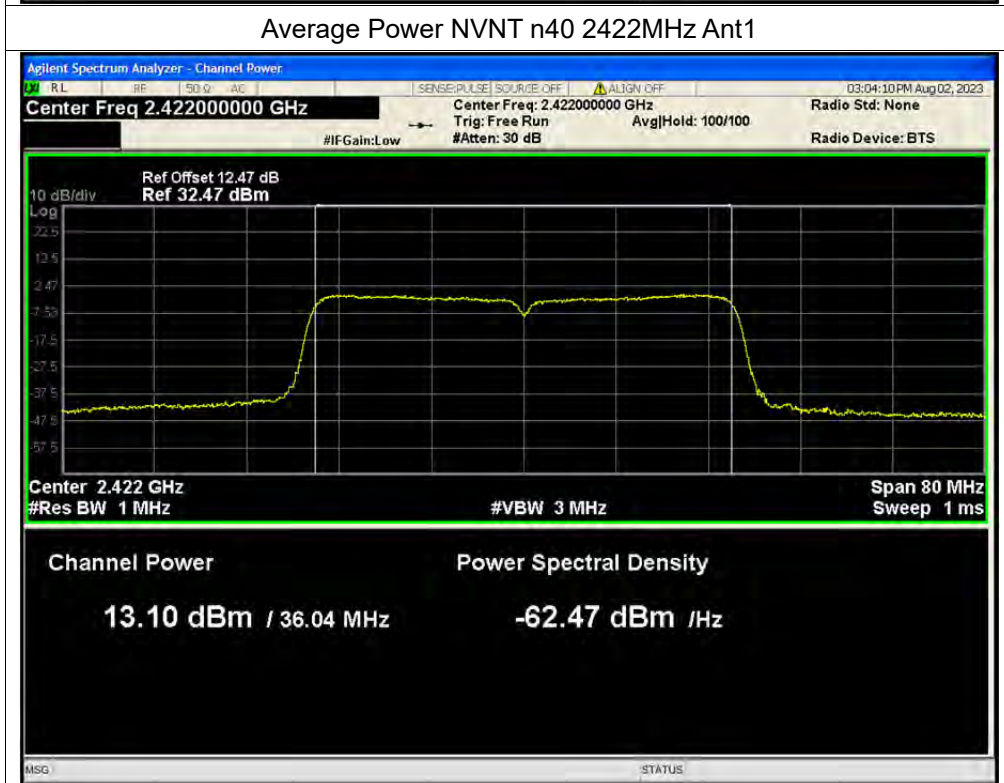 Average Power NVNT n40 2422MHz Ant1
Agilent Spectrum Analyzer - Channel Power
LXI RL RF 50 Ω AC SENSE:PULSE SOURCE OFF ALIGN OFF 03:04:10 PM Aug 02, 2023
Center Freq 2.422000000 GHz Center Freq: 2.422000000 GHz Radio Std: None
Trig: Free Run Avg|Hold: 100/100
#IFGain:Low #Atten: 30 dB Radio Device: BTS
Ref Offset 12.47 dB
10 dB/div Ref 32.47 dBm
Log
22.5
12.5
2.47
-7.53
-17.5
-27.5
-37.5
-47.5
-57.5
Center 2.422 GHz Span 80 MHz
#Res BW 1 MHz #VBW 3 MHz Sweep 1 ms
Channel Power Power Spectral Density
13.10 dBm / 36.04 MHz -62.47 dBm /Hz
MSG STATUS